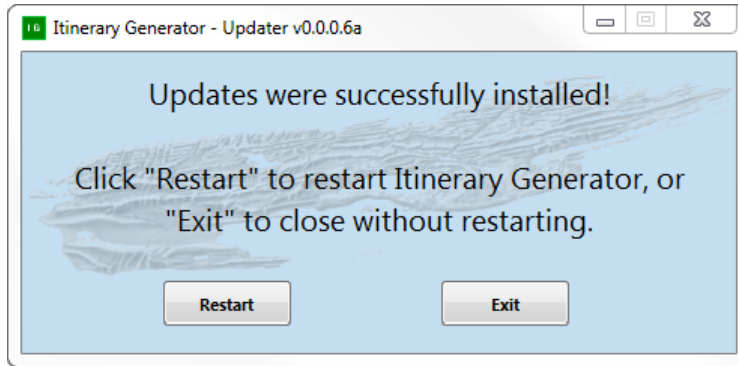 IG Itinerary Generator - Updater v0.0.0.6a
Updates were successfully installed!
Click "Restart" to restart Itinerary Generator, or
"Exit" to close without restarting.
Restart Exit